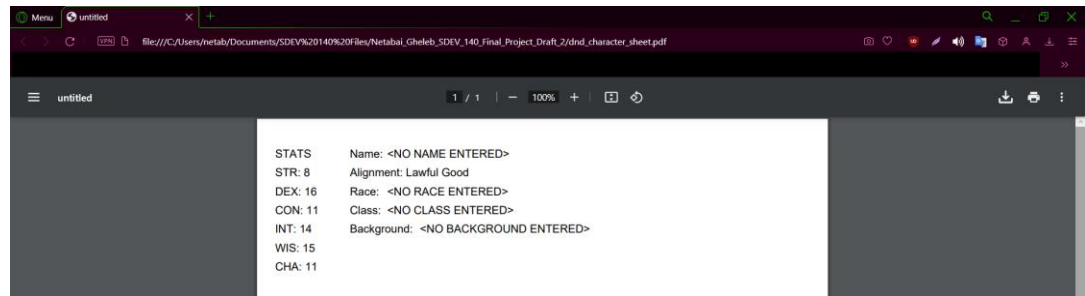 Menu untitled
VPN file:///C:/Users/netab/Documents/SDEV%20140%20Files/Netabai_Gheleb_SDEV_140_Final_Project_Draft_2/dnd_character_sheet.pdf
untitled 1 / 1 100%
STATS Name: <NO NAME ENTERED>
STR: 8 Alignment: Lawful Good
DEX: 16 Race: <NO RACE ENTERED>
CON: 11 Class: <NO CLASS ENTERED>
INT: 14 Background: <NO BACKGROUND ENTERED>
WIS: 15
CHA: 11